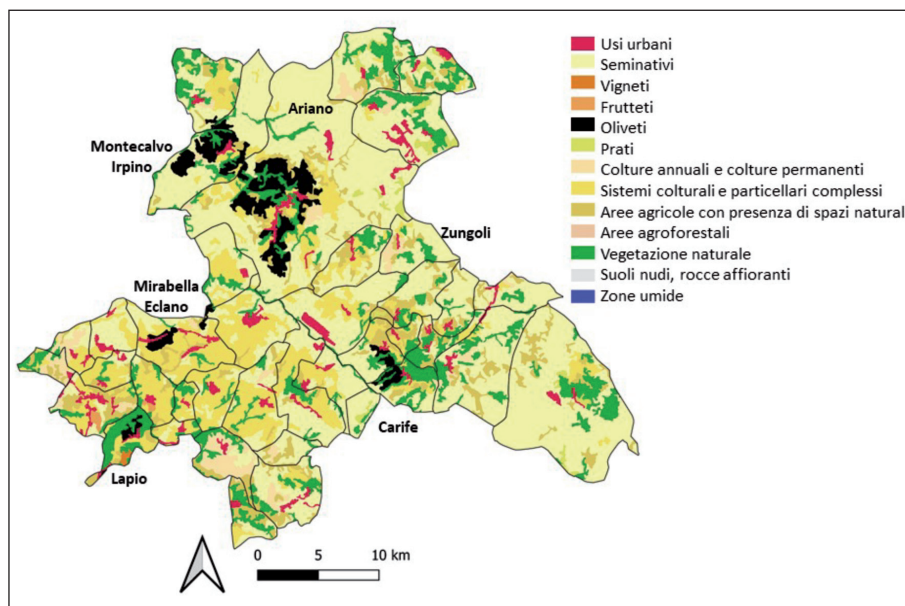 Usi urbani
Seminativi
Vigneti
Frutteti
Oliveti
Prati
Colture annuali e colture permanenti
Sistemi colturali e particellari complessi
Aree agricole con presenza di spazi natural
Aree agroforestali
Vegetazione naturale
Suoli nudi, rocce affioranti
Zone umide
Ariano
Montecalvo
Irpino
Zungoli
Mirabella
Eclano
Carife
Lapio
0 5 10 km